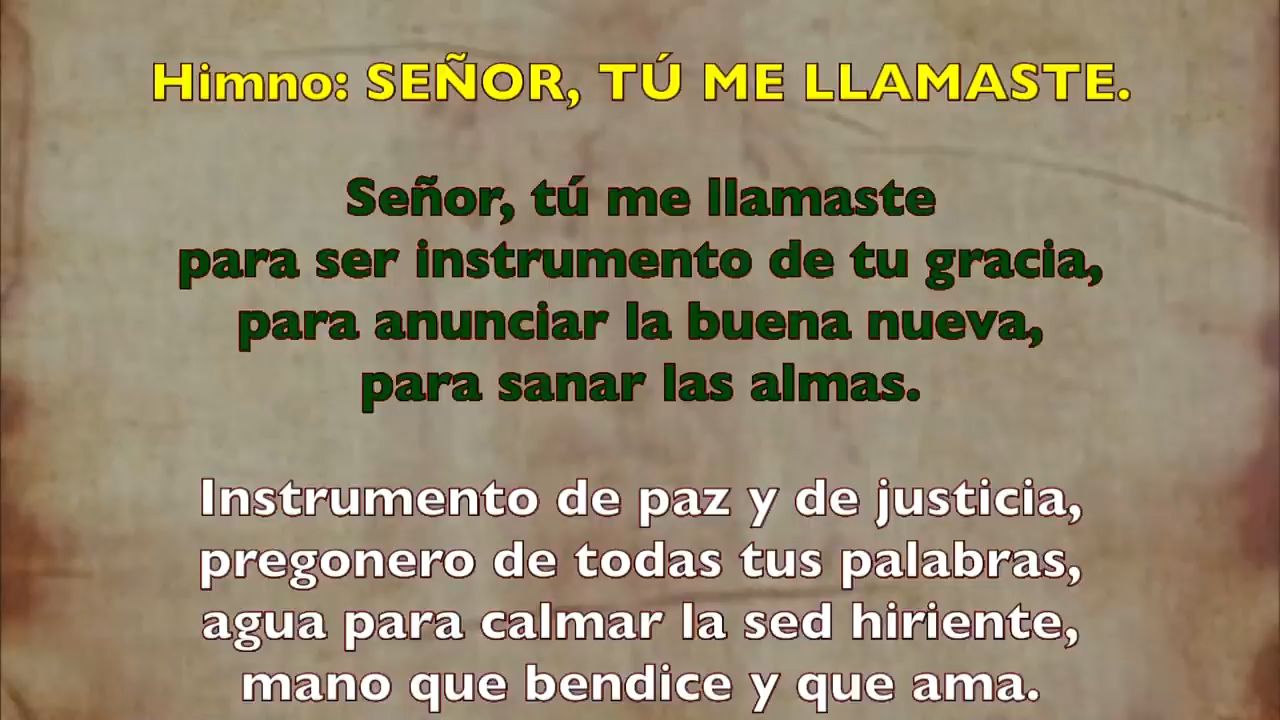 Himno: SEÑOR, TÚ ME LLAMASTE.
Señor, tú me llamaste
para ser instrumento de tu gracia,
para anunciar la buena nueva,
para sanar las almas.
Instrumento de paz y de justicia,
pregonero de todas tus palabras,
agua para calmar la sed hiriente,
mano que bendice y que ama.